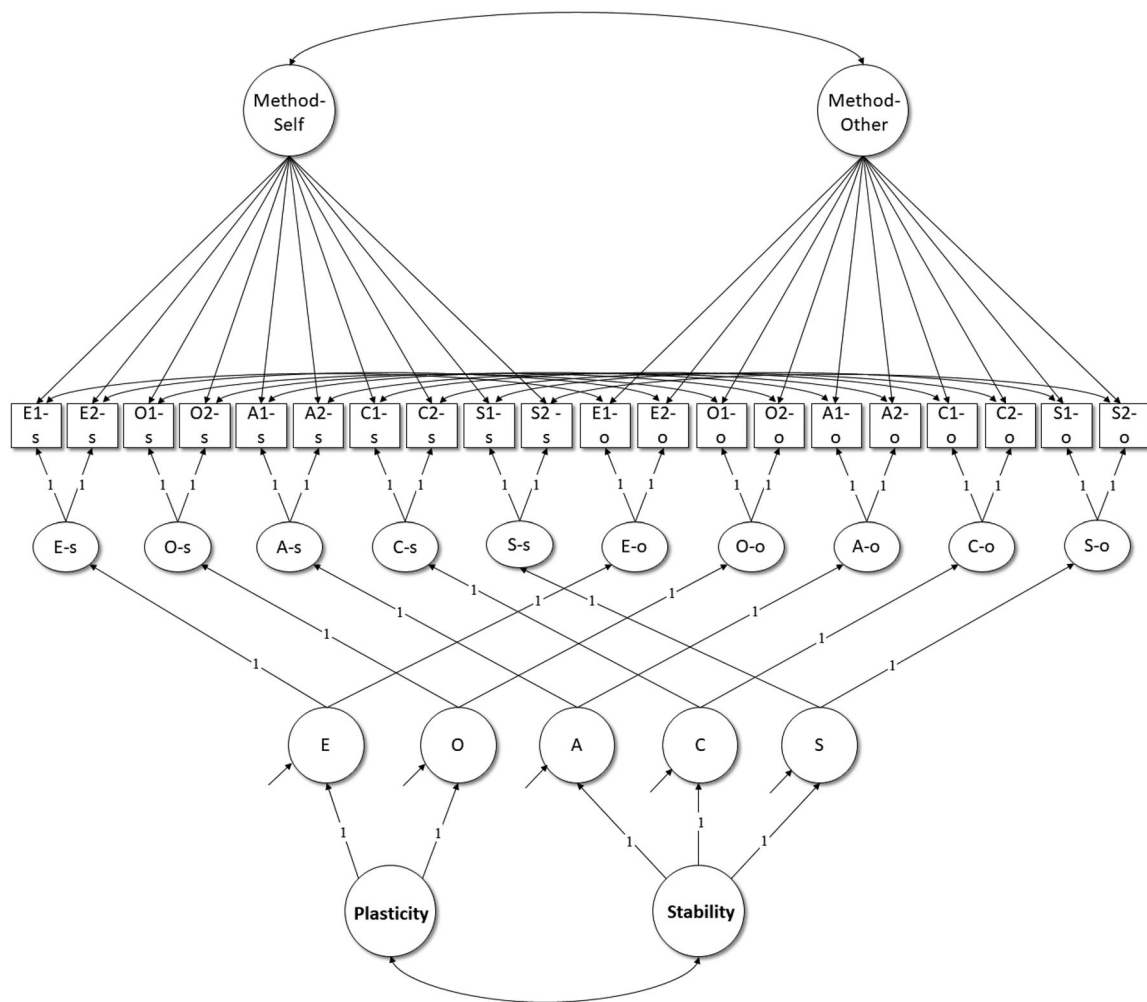 Method-
Self
Method-
Other
E1- E2- O1- O2- A1- A2- C1- C2- S1- S2 - E1- E2- O1- O2- A1- A2- C1- C2- S1- S2-
s s s s s s s s s s o o o o o o o o o o
1 1 1 1 1 1 1 1 1 1 1 1 1 1 1 1 1 1 1 1
E-s O-s A-s C-s S-s E-o O-o A-o C-o S-o
1 1 1 1 1 1 1 1
1 1
E O A C S
1 1 1 1 1
Plasticity Stability